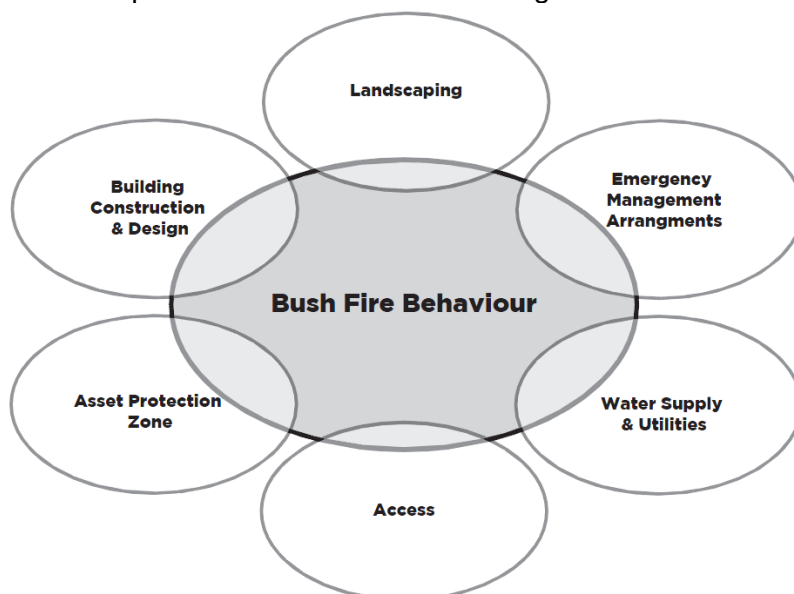 Landscaping
Building
Construction
& Design
Emergency
Management
Arrangments
Bush Fire Behaviour
Asset Protection
Zone
Water Supply
& Utilities
Access